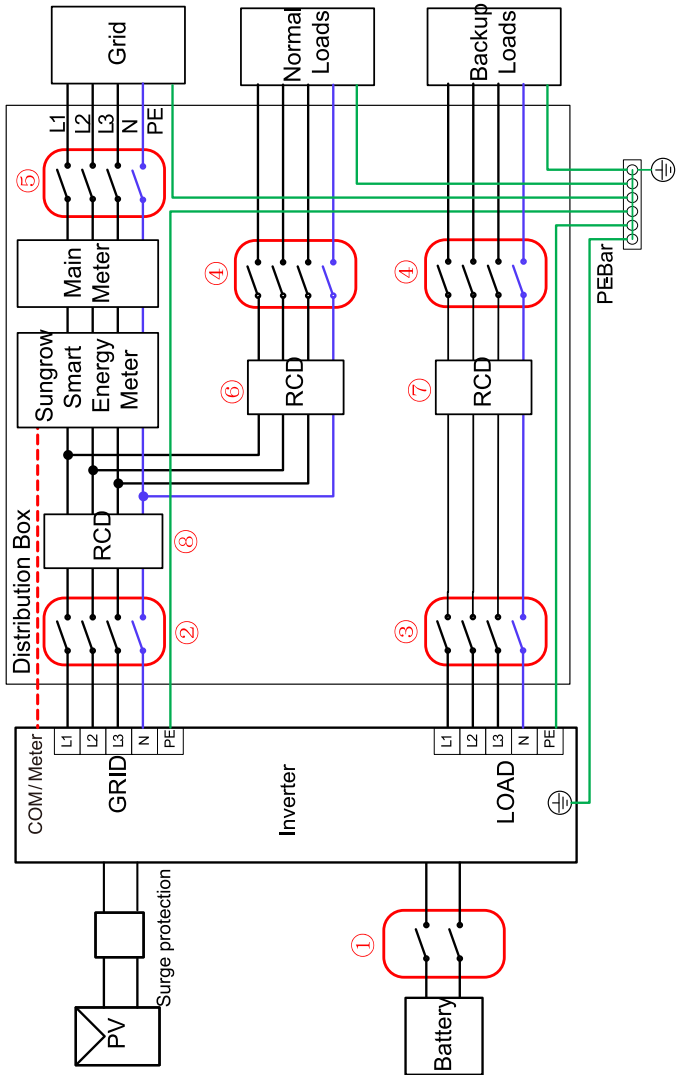 Grid
Normal
Loads
Backup
Loads
L1
L2
L3
N
PE
⑤
Main
Meter
④
④
PEBar
Sungrow
Smart
Energy
Meter
⑥
RCD
⑦
RCD
Distribution Box
RCD
⑧
②
③
COM/Meter
L1
L2
L3
N
PE
GRID
Inverter
L1
L2
L3
N
PE
LOAD
Surge protection
①
PV
Battery